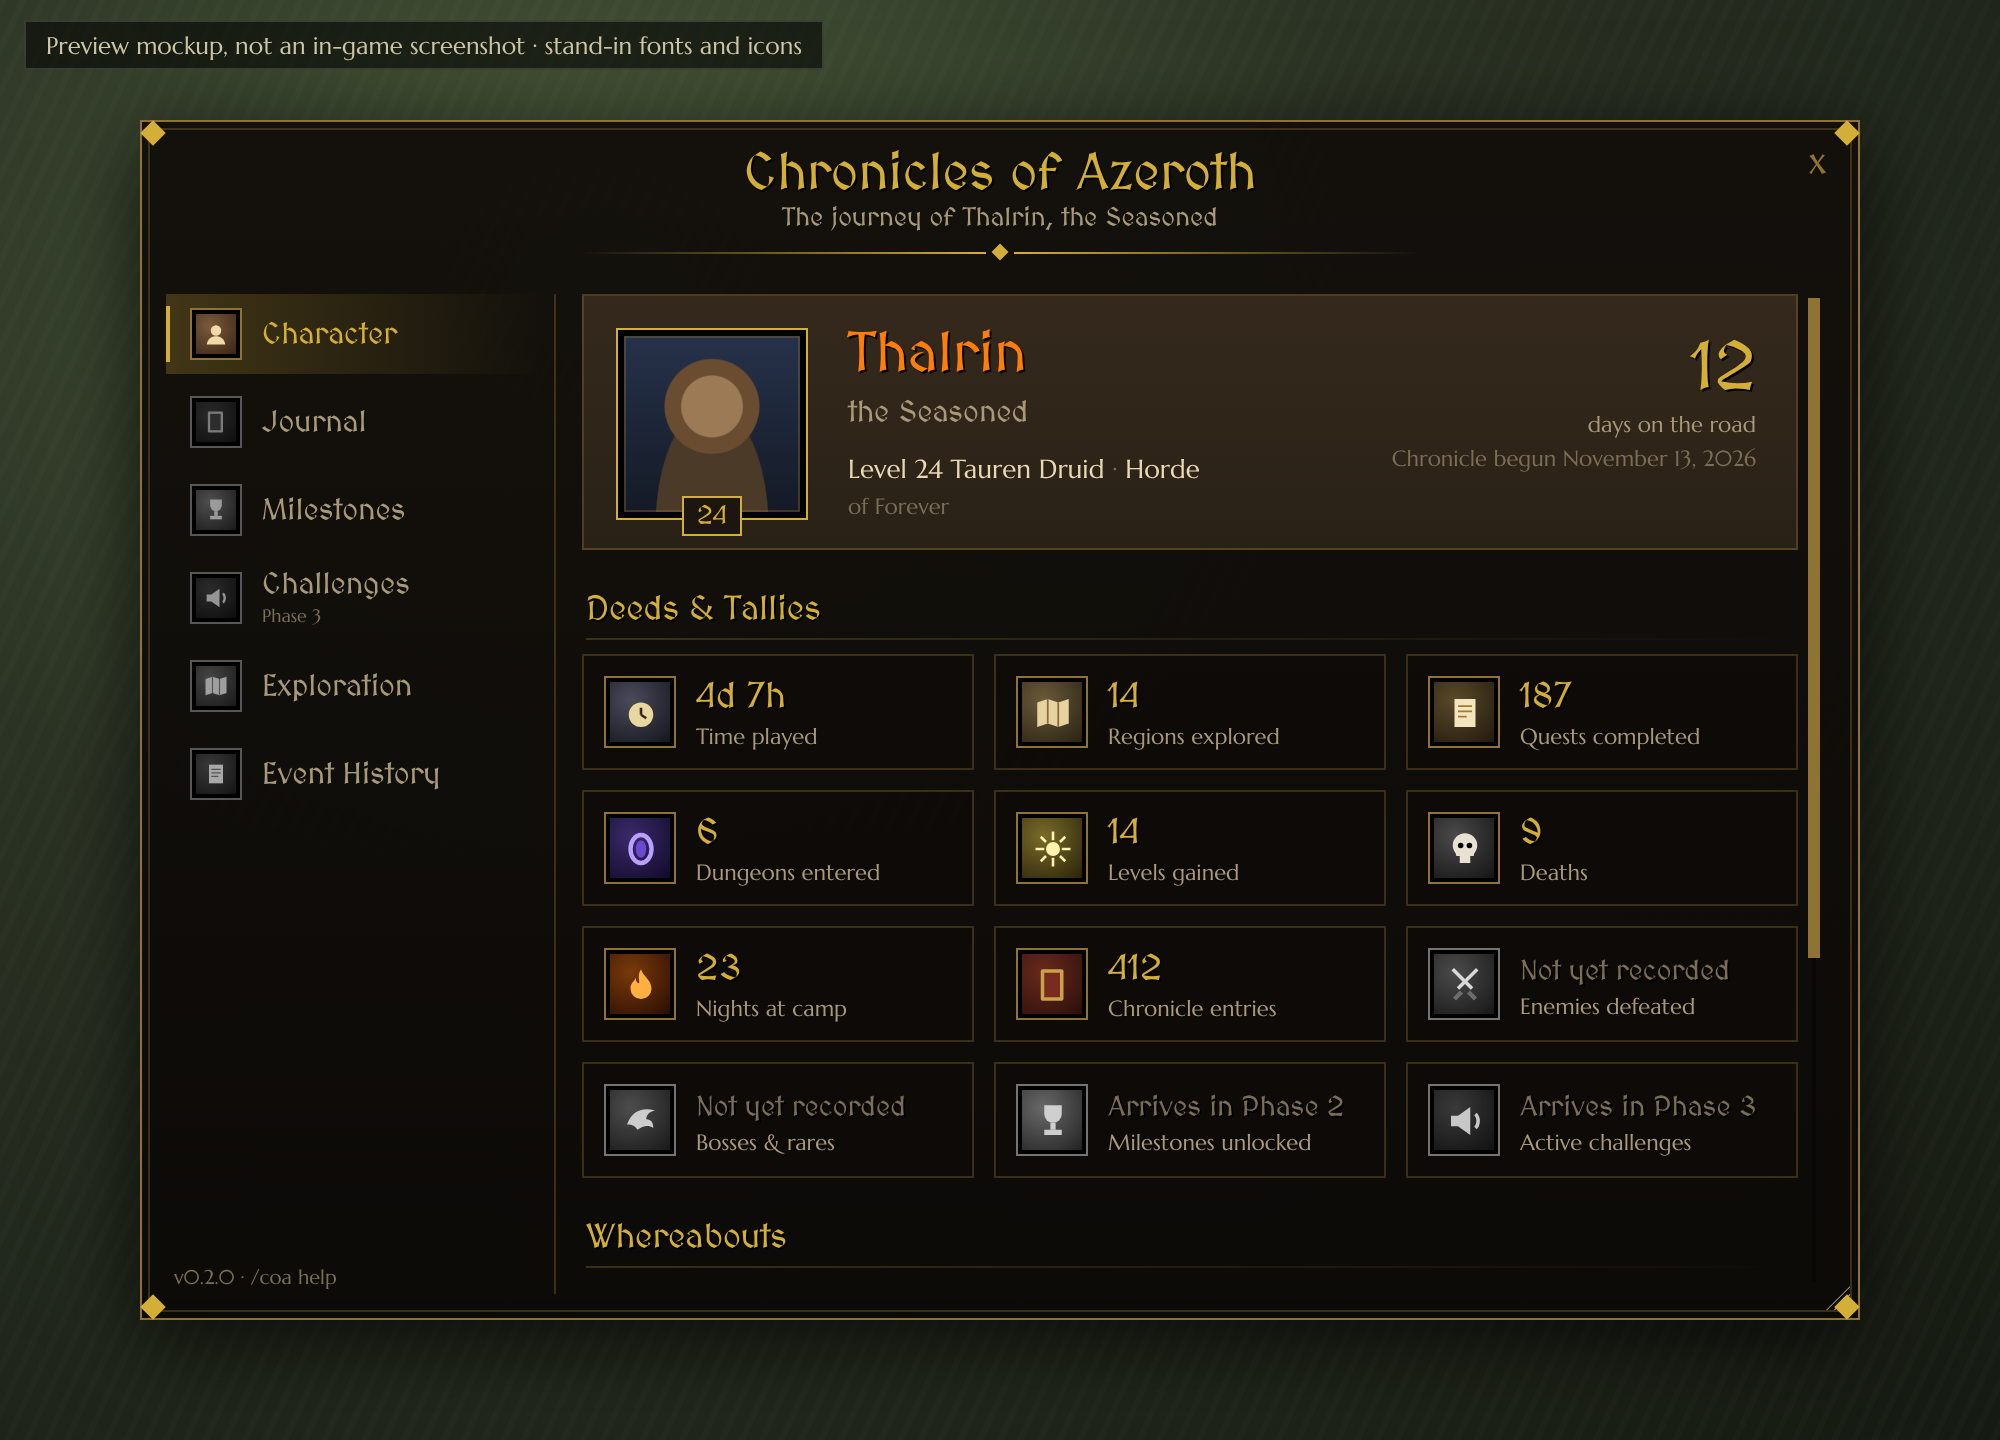 Preview mockup, not an in-game screenshot · stand-in fonts and icons
Chronicles of Azeroth
X
The journey of Thalrin, the Seasoned
Character
Journal
Milestones
Challenges
Phase 3
Exploration
Event History
v0.2.0 · /coa help
24
Thalrin
the Seasoned
Level 24 Tauren Druid · Horde
of Forever
12
days on the road
Chronicle begun November 13, 2026
Deeds & Tallies
4d 7h
Time played
14
Regions explored
187
Quests completed
6
Dungeons entered
14
Levels gained
9
Deaths
23
Nights at camp
412
Chronicle entries
Not yet recorded
Enemies defeated
Not yet recorded
Bosses & rares
Arrives in Phase 2
Milestones unlocked
Arrives in Phase 3
Active challenges
Whereabouts